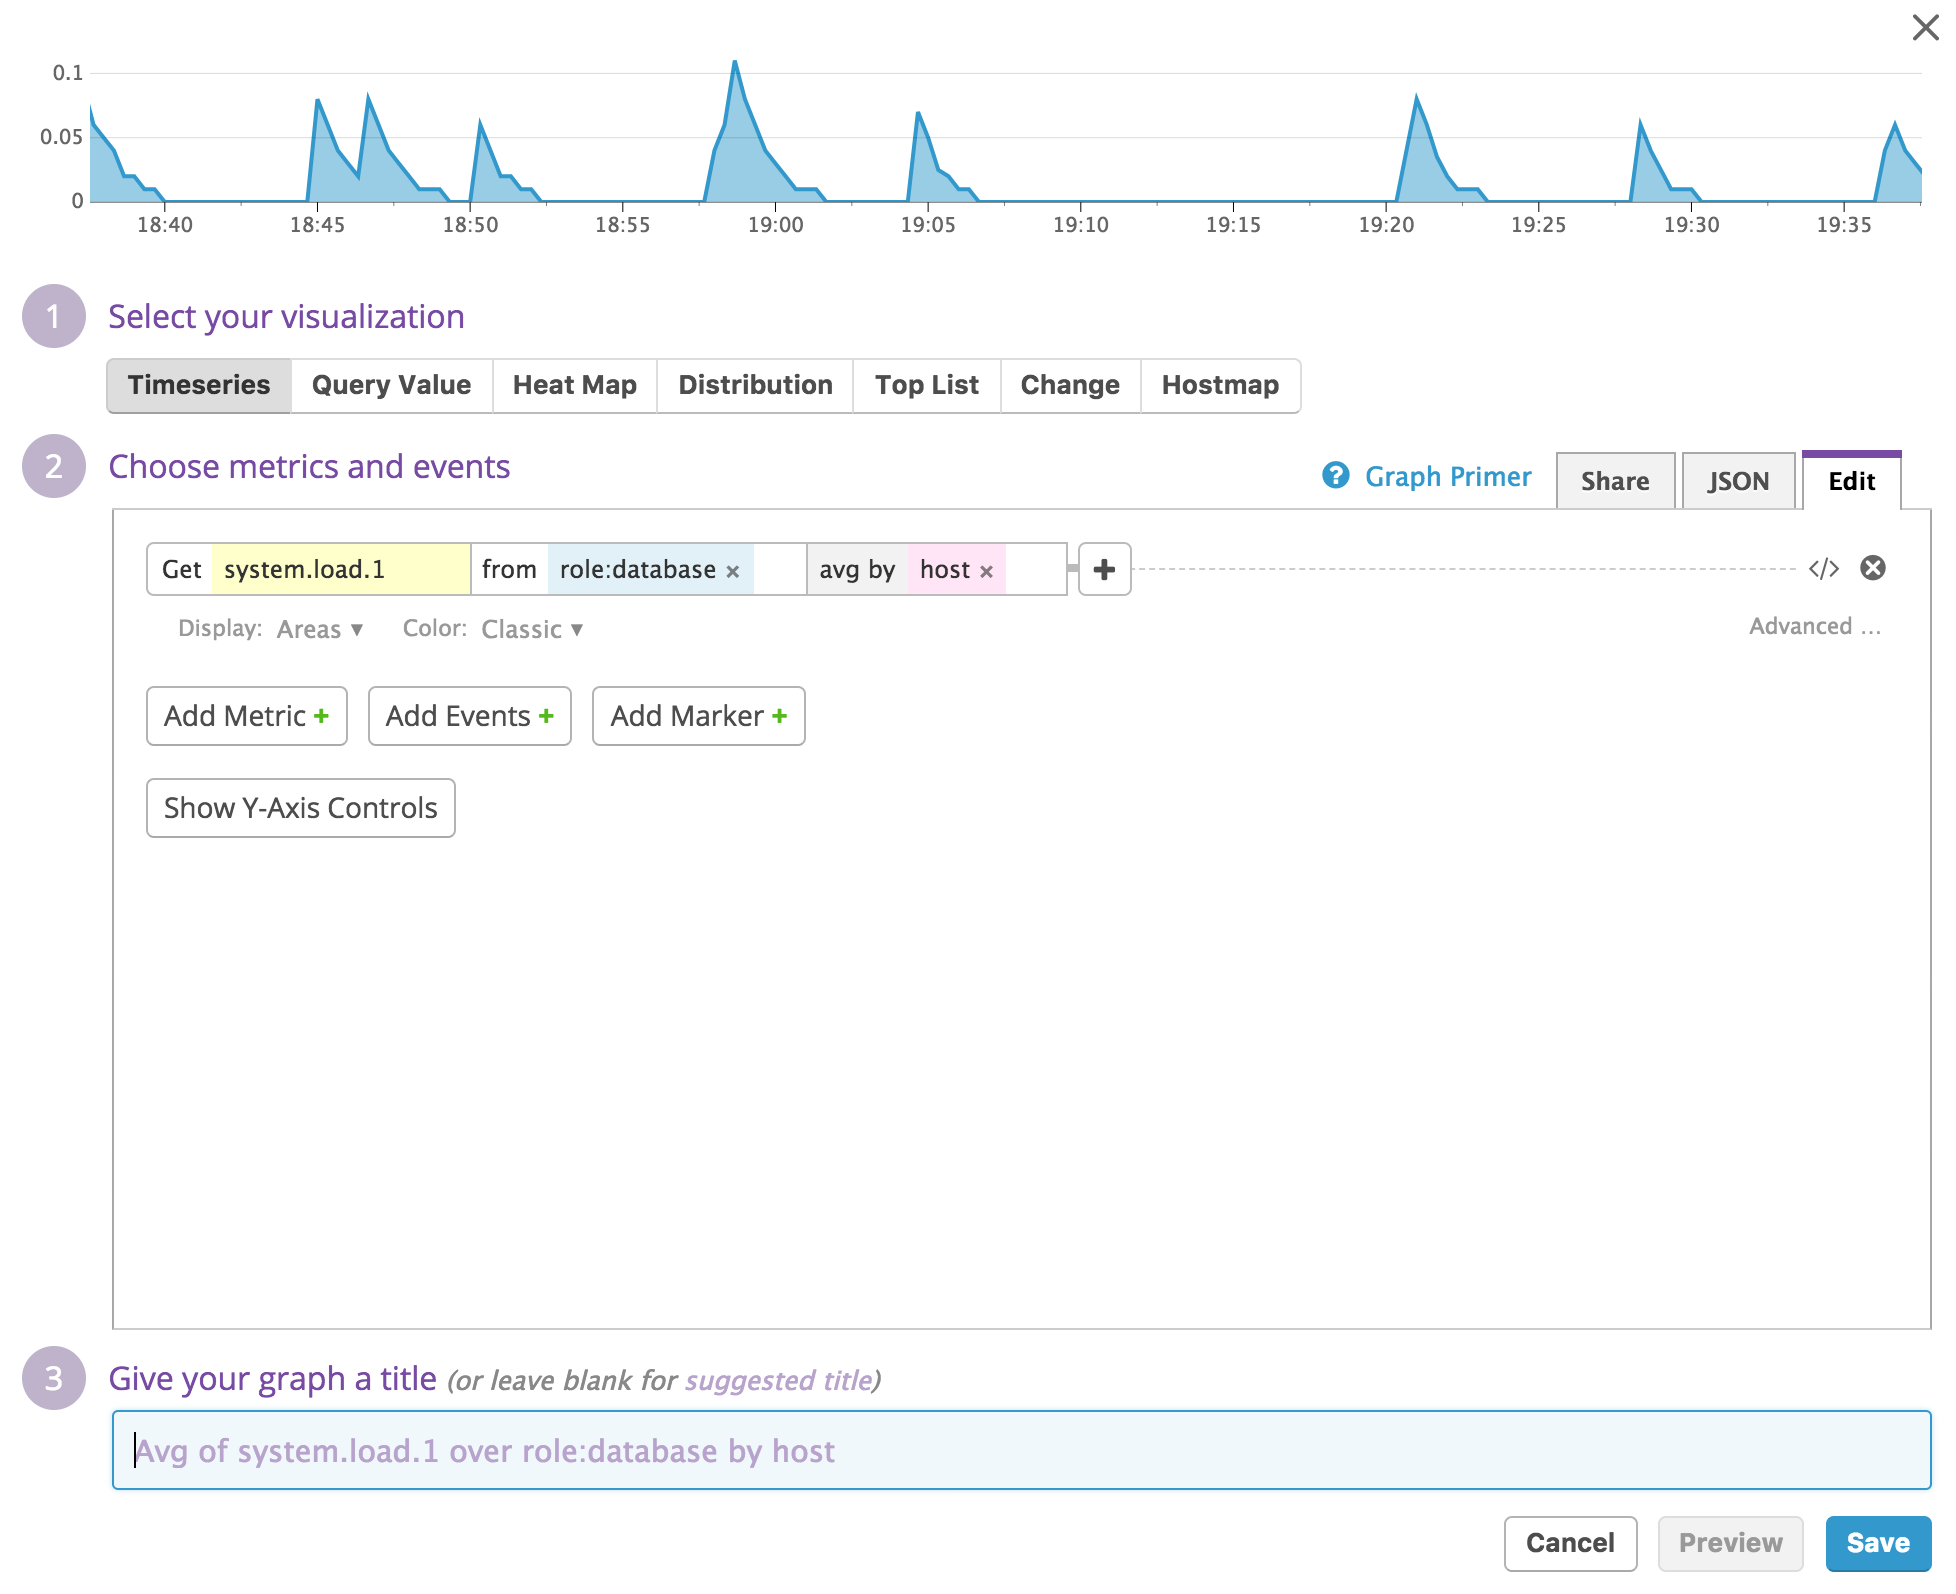 0.1
0.05
0
18:40 18:45 18:50 18:55 19:00 19:05 19:10 19:15 19:20 19:25 19:30 19:35
1 Select your visualization
Timeseries Query Value Heat Map Distribution Top List Change Hostmap
2 Choose metrics and events
? Graph Primer Share JSON Edit
Get system.load.1 from role:database × avg by host × + </>
Display: Areas ▾ Color: Classic ▾ Advanced ...
Add Metric + Add Events + Add Marker +
Show Y-Axis Controls
3 Give your graph a title (or leave blank for suggested title)
Avg of system.load.1 over role:database by host
Cancel Preview Save